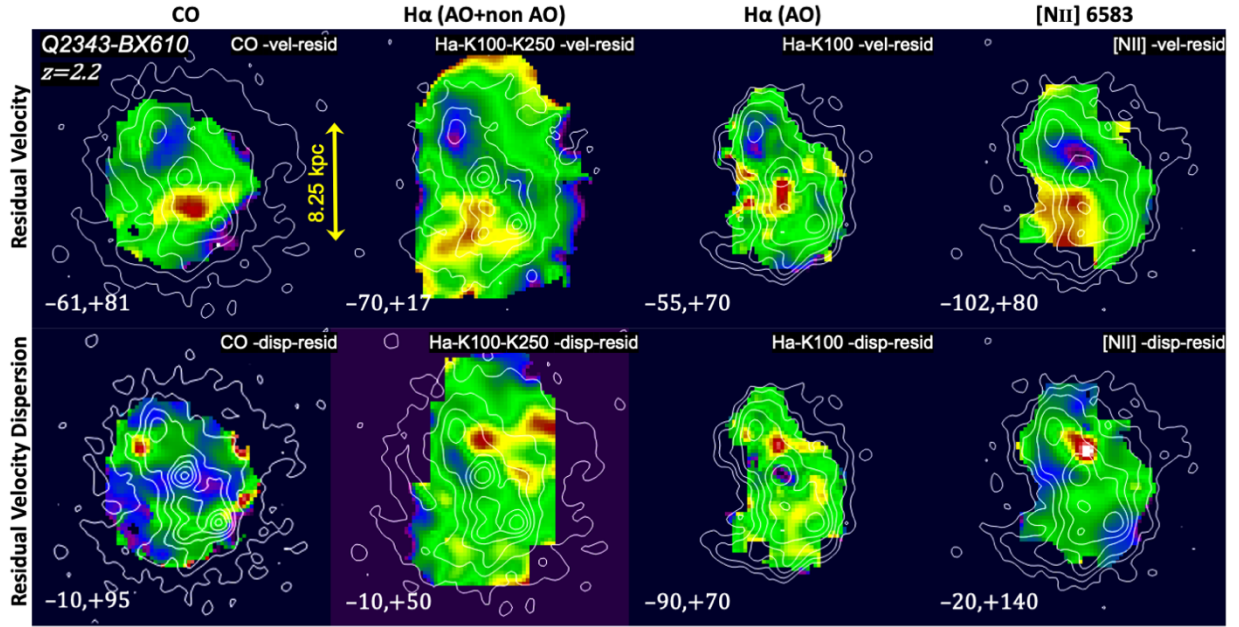 CO
Hα (AO+non AO)
Hα (AO)
[NII] 6583
Residual Velocity
Q2343-BX610
z=2.2
CO -vel-resid
8.25 kpc
−61,+81
Ha-K100-K250 -vel-resid
−70,+17
Ha-K100 -vel-resid
−55,+70
[NII] -vel-resid
−102,+80
Residual Velocity Dispersion
CO -disp-resid
−10,+95
Ha-K100-K250 -disp-resid
−10,+50
Ha-K100 -disp-resid
−90,+70
[NII] -disp-resid
−20,+140